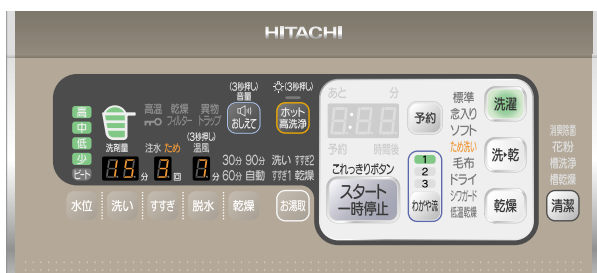 HITACHI
(3秒押し)
音量
おしえて
(3秒押し)
ホット
高洗浄
高温 乾燥 異物
フィルター トラップ
高
中
低
少
ビート
洗剤量
注水 ため
(3秒押し)
温風
18. 分
3. 回
7. 分
30分 90分
60分 自動
洗い すすぎ2
すすぎ1 乾燥
水位
洗い
すすぎ
脱水
乾燥
お湯取
あと 分
8:88
予約 時間後
予約
これっきりボタン
スタート
一時停止
1
2
3
わがや流
標準
念入り
ソフト
ため洗い
毛布
ドライ
シワガード
低温乾燥
洗濯
洗・乾
乾燥
消臭除菌
花粉
槽洗浄
槽乾燥
清潔